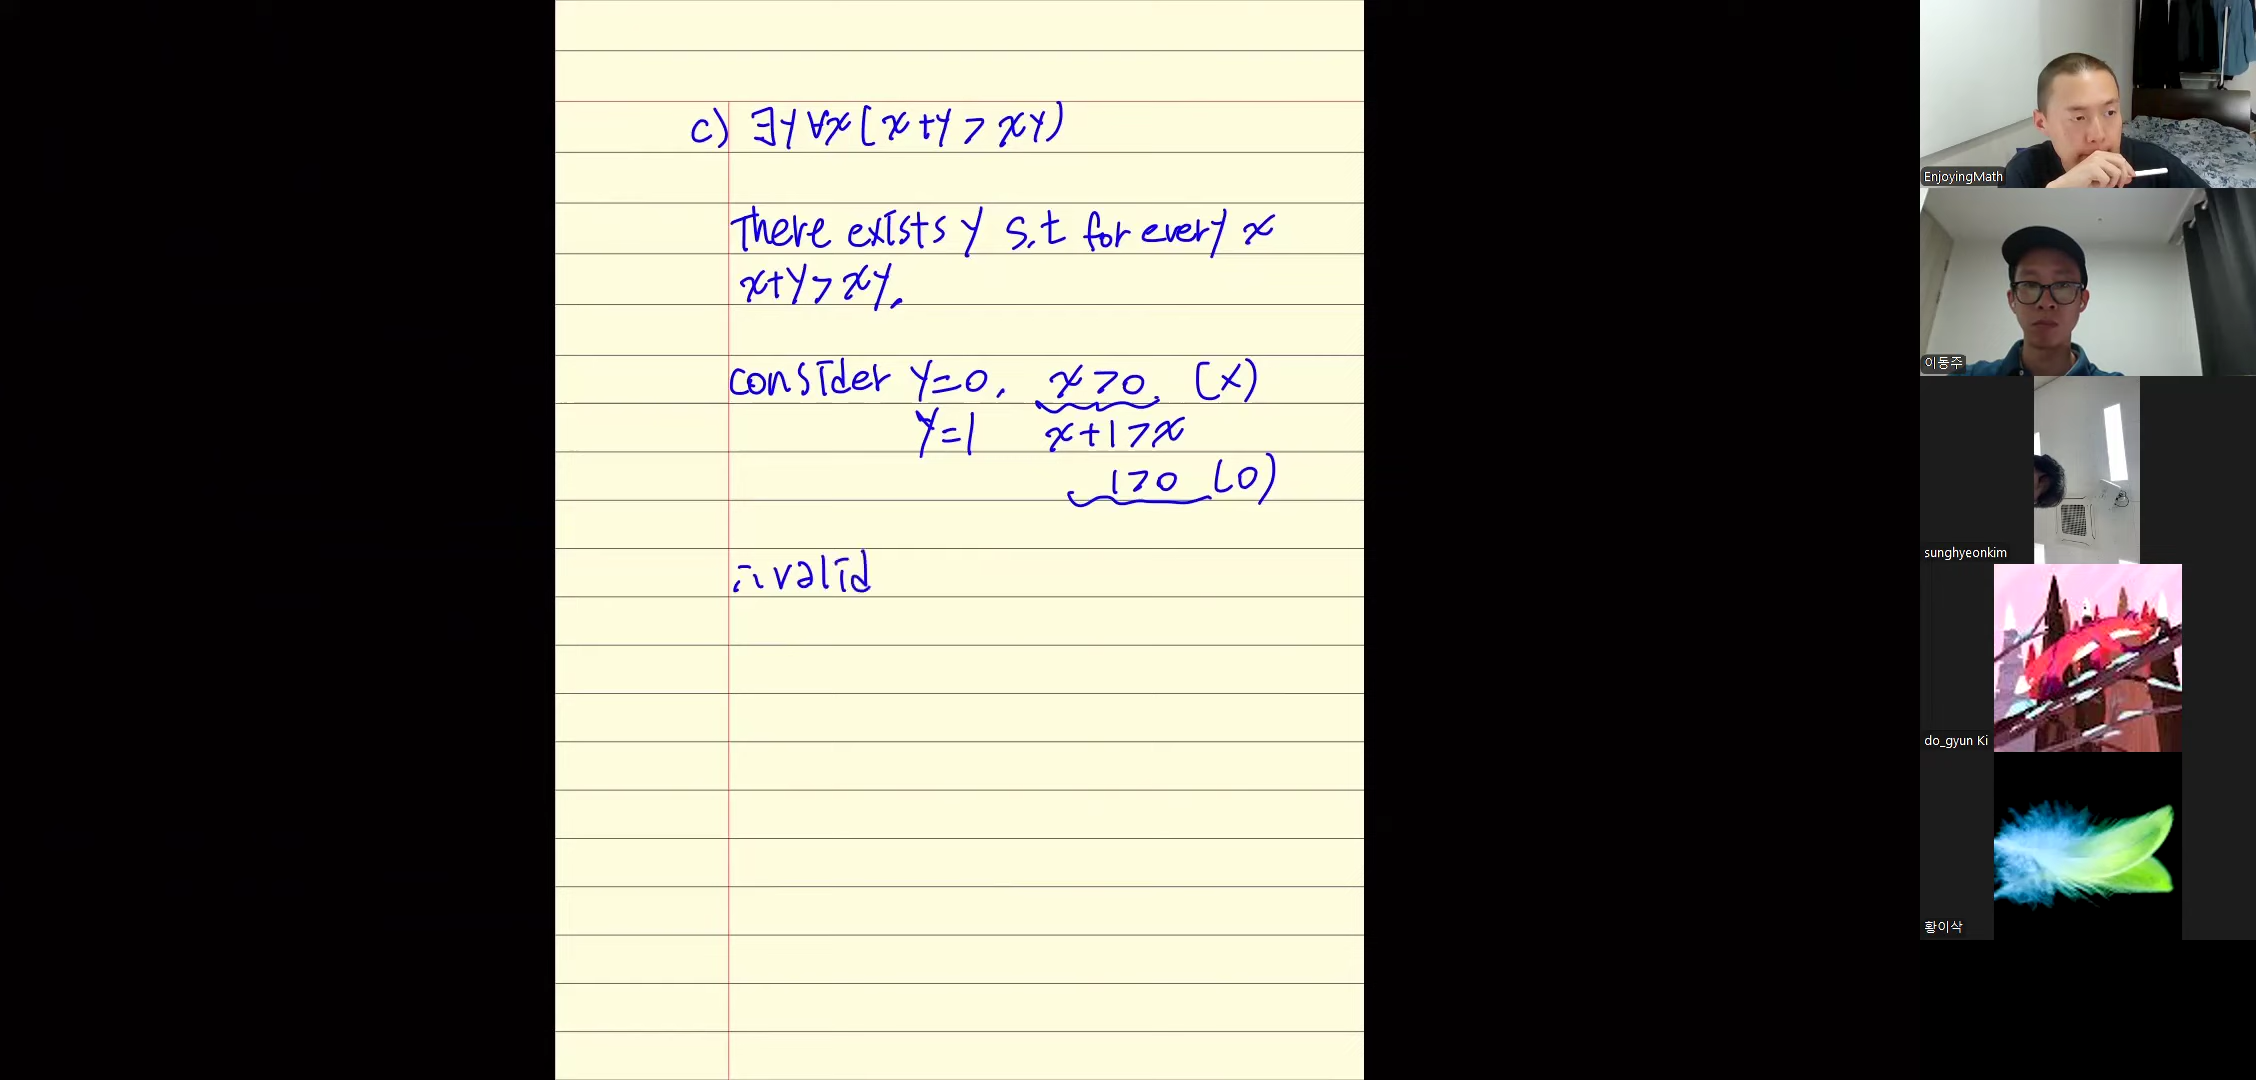 c) ∃y ∀x (x+y > xy)
There exists y s.t for every x
x+y > xy.
consider y=0, x>0. (x)
y=1 x+1>x
1>0 (0)
∴ valid
EnjoyingMath
이동주
sunghyeonkim
do_gyun Ki
황이삭